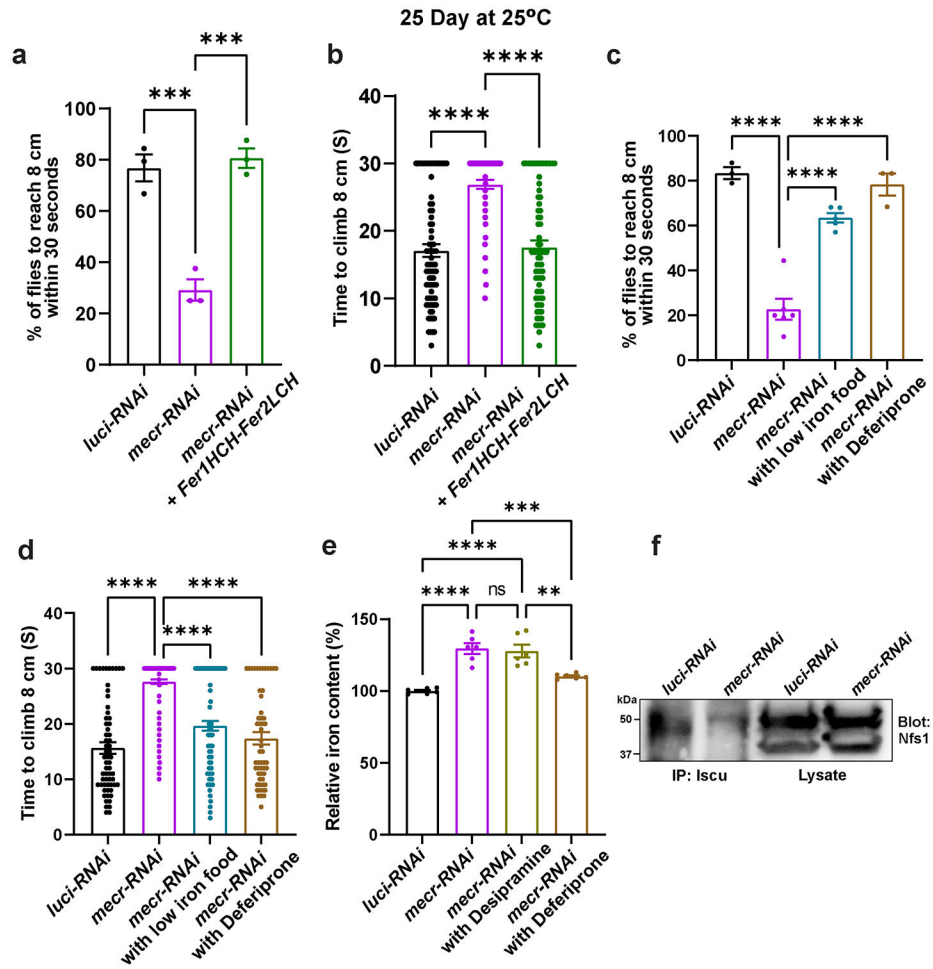 25 Day at 25ºC
a
% of flies to reach 8 cm
within 30 seconds
100
80
60
40
20
0
***
***
luci-RNAi
mecr-RNAi
mecr-RNAi
+ Fer1HCH-Fer2LCH
b
Time to climb 8 cm (S)
40
30
20
10
0
****
****
luci-RNAi
mecr-RNAi
mecr-RNAi
+ Fer1HCH-Fer2LCH
c
% of flies to reach 8 cm
within 30 seconds
100
80
60
40
20
0
****
****
****
luci-RNAi
mecr-RNAi
mecr-RNAi
with low iron food
mecr-RNAi
with Deferiprone
d
Time to climb 8 cm (S)
40
30
20
10
0
****
****
****
luci-RNAi
mecr-RNAi
mecr-RNAi
with low iron food
mecr-RNAi
with Deferiprone
e
Relative iron content (%)
150
100
50
0
***
****
****
ns
**
luci-RNAi
mecr-RNAi
mecr-RNAi
with Desipramine
mecr-RNAi
with Deferiprone
f
luci-RNAi
mecr-RNAi
luci-RNAi
mecr-RNAi
kDa
50
37
Blot:
Nfs1
IP: Iscu
Lysate